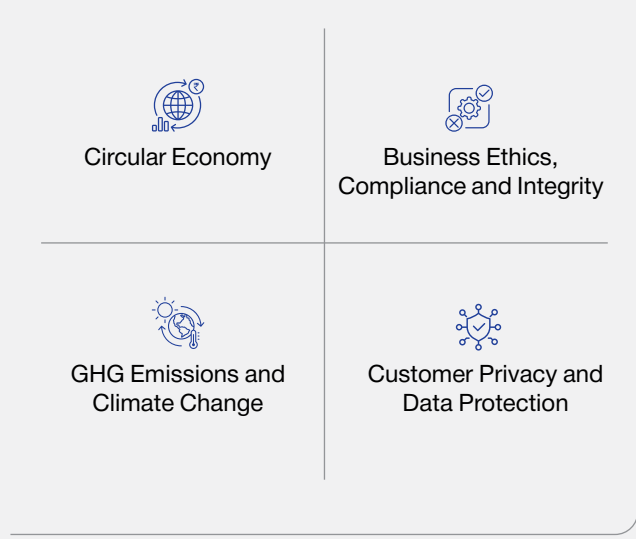 ₹
Circular Economy
Business Ethics,
Compliance and Integrity
GHG Emissions and
Climate Change
Customer Privacy and
Data Protection